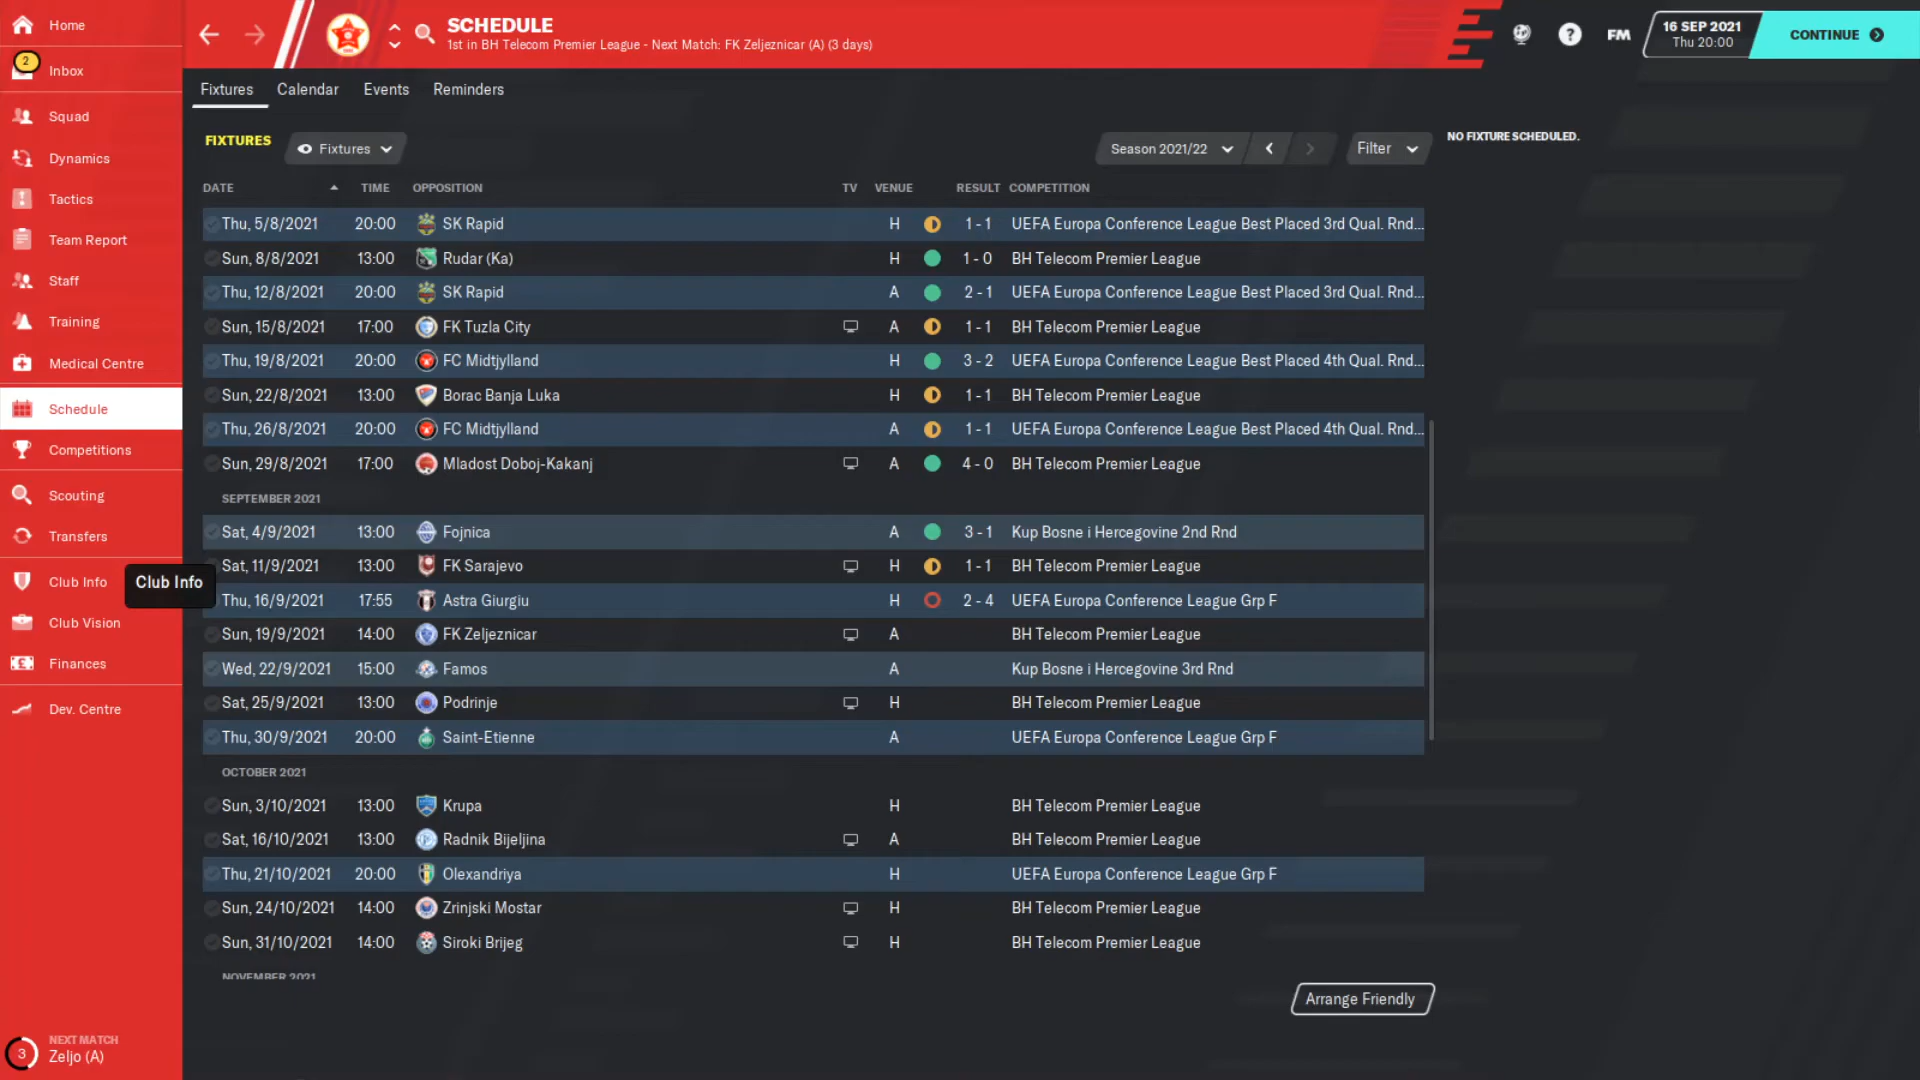 Home
2
Inbox
Squad
Dynamics
Tactics
Team Report
Staff
Training
Medical Centre
Schedule
Competitions
Scouting
Transfers
Club Info
Club Vision
Finances
Dev. Centre
3
NEXT MATCH
Zeljo (A)
SCHEDULE
1st in BH Telecom Premier League - Next Match: FK Zeljeznicar (A) (3 days)
FM
16 SEP 2021
Thu 20:00
CONTINUE
Fixtures Calendar Events Reminders
FIXTURES
Fixtures
Season 2021/22
Filter
NO FIXTURE SCHEDULED.
DATE TIME OPPOSITION TV VENUE RESULT COMPETITION
Thu, 5/8/2021 20:00 SK Rapid H 1 - 1 UEFA Europa Conference League Best Placed 3rd Qual. Rnd...
Sun, 8/8/2021 13:00 Rudar (Ka) H 1 - 0 BH Telecom Premier League
Thu, 12/8/2021 20:00 SK Rapid A 2 - 1 UEFA Europa Conference League Best Placed 3rd Qual. Rnd...
Sun, 15/8/2021 17:00 FK Tuzla City A 1 - 1 BH Telecom Premier League
Thu, 19/8/2021 20:00 FC Midtjylland H 3 - 2 UEFA Europa Conference League Best Placed 4th Qual. Rnd...
Sun, 22/8/2021 13:00 Borac Banja Luka H 1 - 1 BH Telecom Premier League
Thu, 26/8/2021 20:00 FC Midtjylland A 1 - 1 UEFA Europa Conference League Best Placed 4th Qual. Rnd...
Sun, 29/8/2021 17:00 Mladost Doboj-Kakanj A 4 - 0 BH Telecom Premier League
SEPTEMBER 2021
Sat, 4/9/2021 13:00 Fojnica A 3 - 1 Kup Bosne i Hercegovine 2nd Rnd
Sat, 11/9/2021 13:00 FK Sarajevo H 1 - 1 BH Telecom Premier League
Club Info
Thu, 16/9/2021 17:55 Astra Giurgiu H 2 - 4 UEFA Europa Conference League Grp F
Sun, 19/9/2021 14:00 FK Zeljeznicar A BH Telecom Premier League
Wed, 22/9/2021 15:00 Famos A Kup Bosne i Hercegovine 3rd Rnd
Sat, 25/9/2021 13:00 Podrinje H BH Telecom Premier League
Thu, 30/9/2021 20:00 Saint-Etienne A UEFA Europa Conference League Grp F
OCTOBER 2021
Sun, 3/10/2021 13:00 Krupa H BH Telecom Premier League
Sat, 16/10/2021 13:00 Radnik Bijeljina A BH Telecom Premier League
Thu, 21/10/2021 20:00 Olexandriya H UEFA Europa Conference League Grp F
Sun, 24/10/2021 14:00 Zrinjski Mostar H BH Telecom Premier League
Sun, 31/10/2021 14:00 Siroki Brijeg H BH Telecom Premier League
NOVEMBER 2021
Arrange Friendly